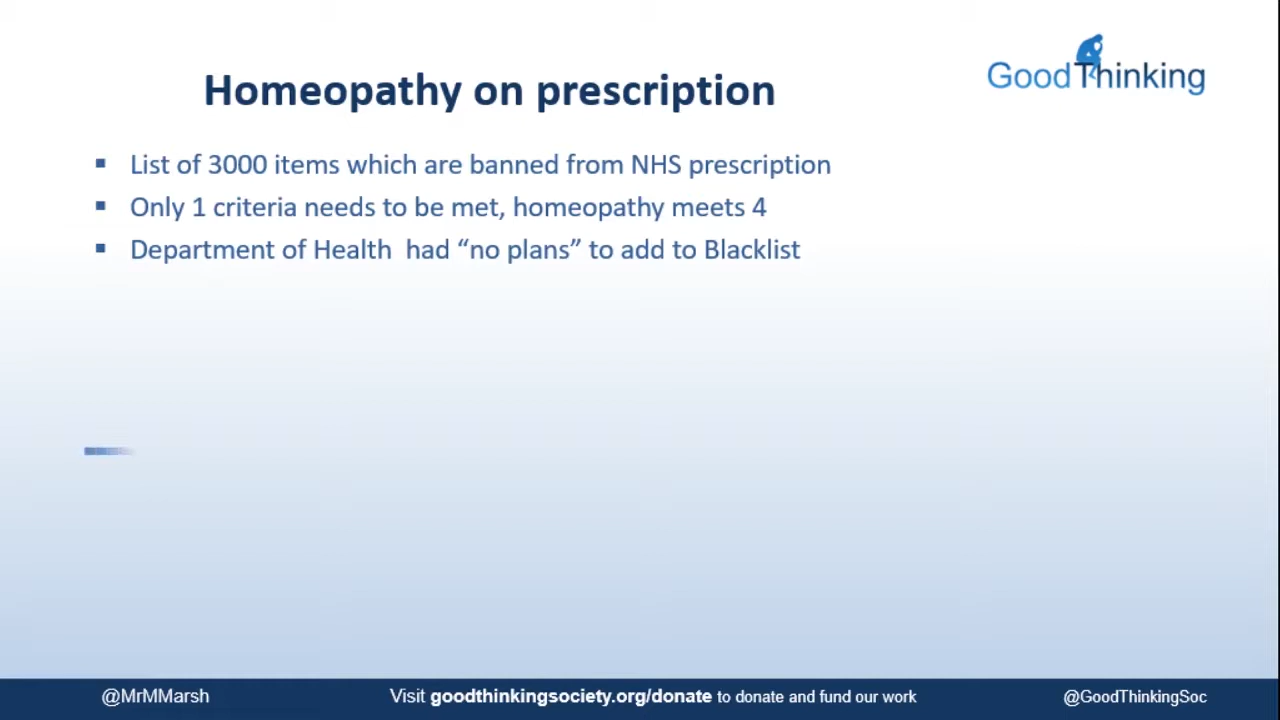 Good Thinking
Homeopathy on prescription
▪ List of 3000 items which are banned from NHS prescription
▪ Only 1 criteria needs to be met, homeopathy meets 4
▪ Department of Health  had “no plans” to add to Blacklist
@MrMMarsh Visit goodthinkingsociety.org/donate to donate and fund our work @GoodThinkingSoc